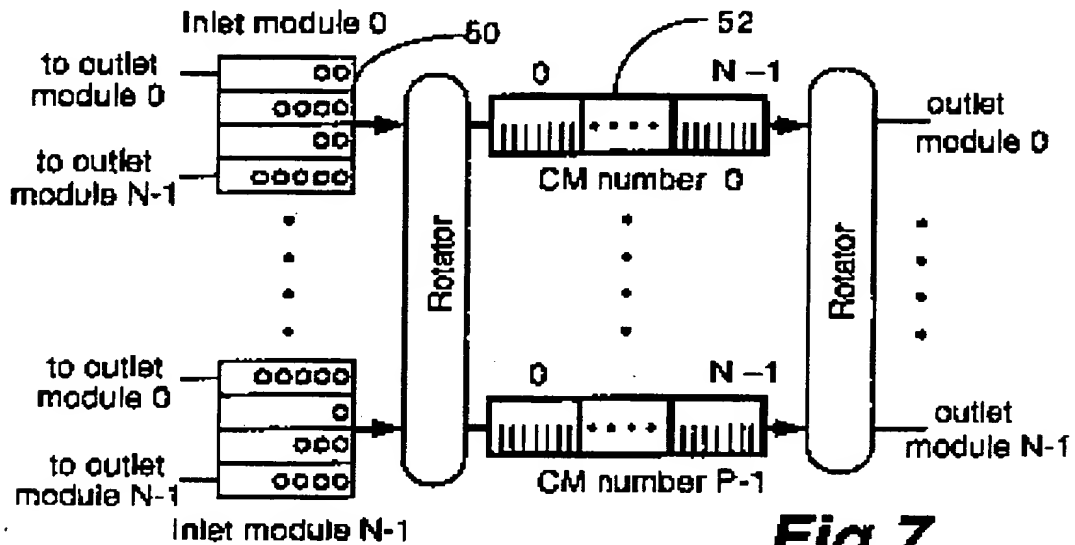 Inlet module 0
50
52
to outlet
module 0
to outlet
module N-1
0
N-1
CM number 0
outlet
module 0
Rotator
Rotator
to outlet
module 0
to outlet
module N-1
0
N-1
CM number P-1
outlet
module N-1
Inlet module N-1
Fig 7